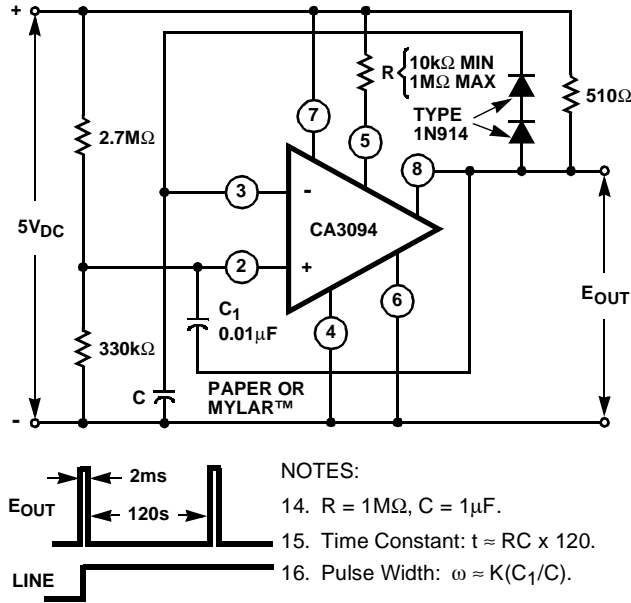 +
R { 10kΩ MIN
1MΩ MAX
2.7MΩ
TYPE
1N914
510Ω
7
5
8
3
-
5VDC
CA3094
2
+
EOUT
C1
0.01μF
4
6
330kΩ
C
PAPER OR
MYLAR™
-
2ms
EOUT
120s
LINE
NOTES:
14. R = 1MΩ, C = 1μF.
15. Time Constant: t ≈ RC x 120.
16. Pulse Width: ω ≈ K(C1/C).